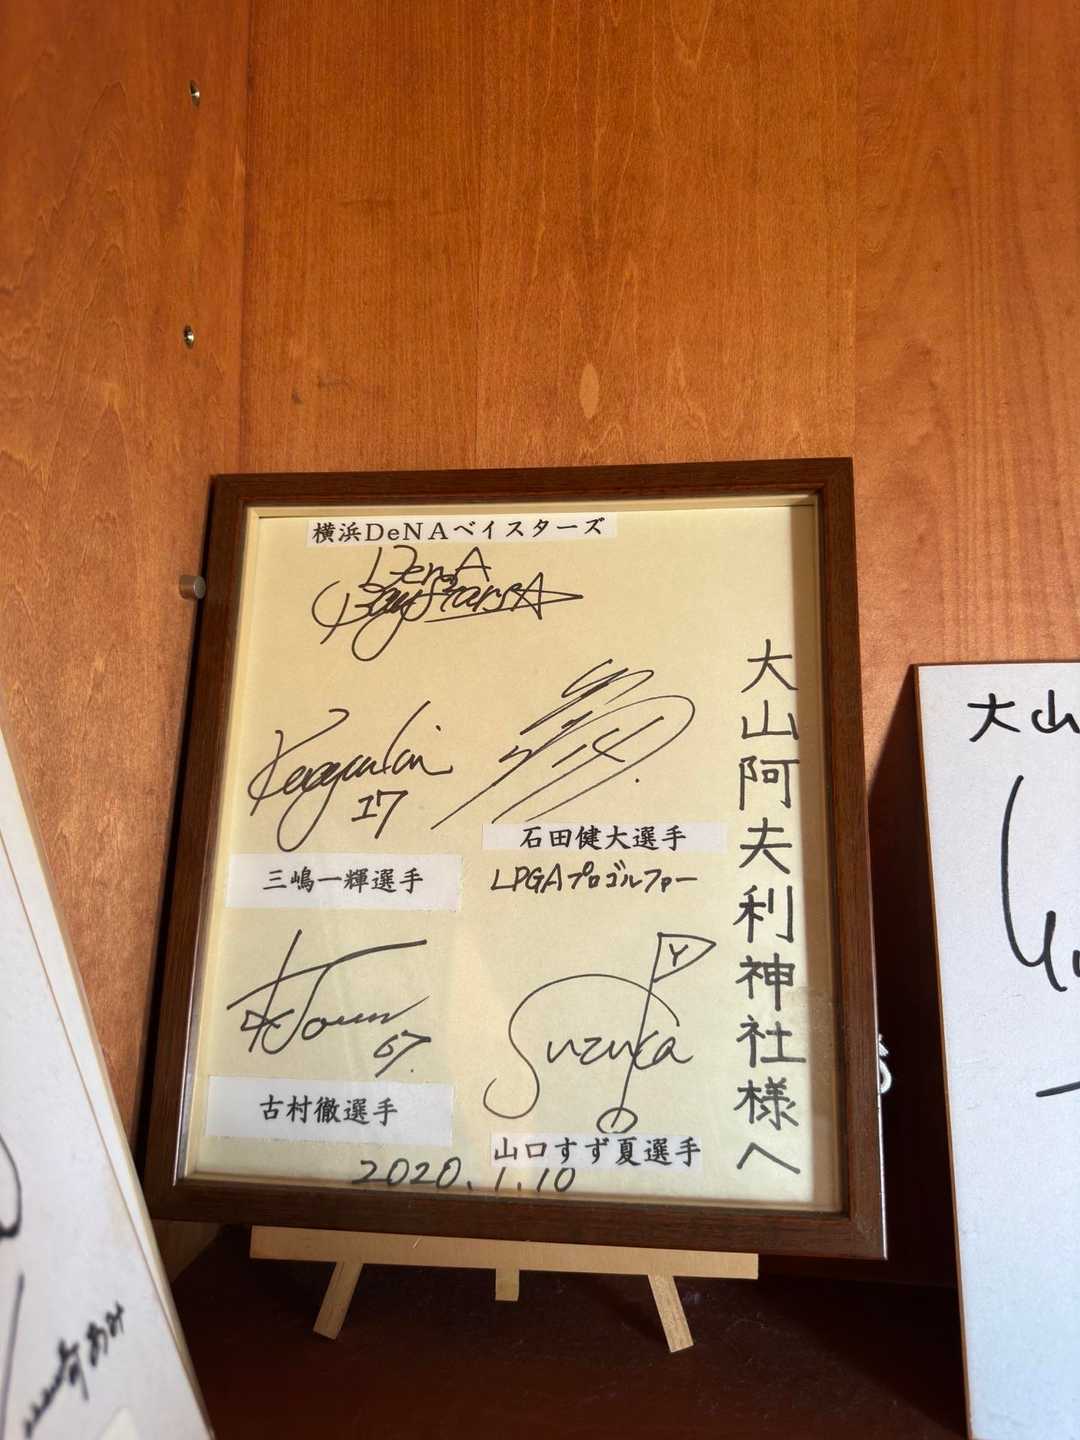 横浜DeNAベイスターズ
DeNA
BayStars
大山阿夫利神社様へ
17
14
三嶋一輝選手
石田健大選手
LPGAプロゴルファー
67.
Y
Suzuka
古村徹選手
山口すず夏選手
2020.1.10
大山